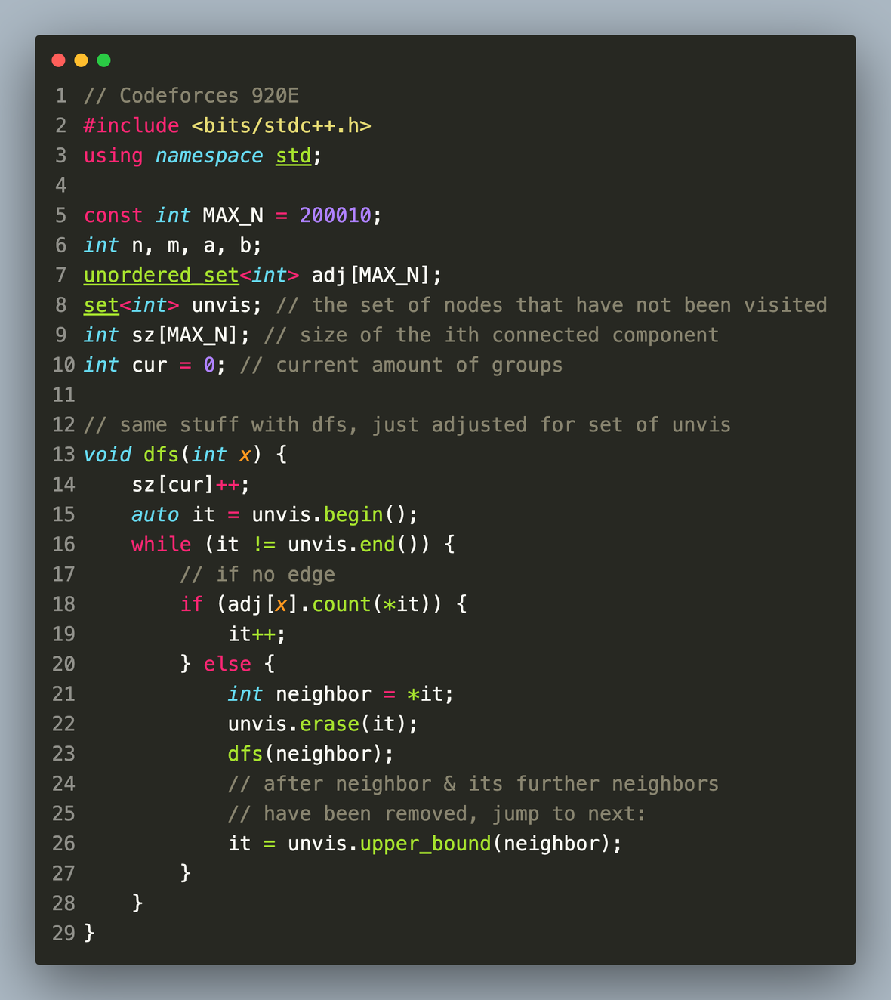 1 // Codeforces 920E
2 #include <bits/stdc++.h>
3 using namespace std;
4
5 const int MAX_N = 200010;
6 int n, m, a, b;
7 unordered_set<int> adj[MAX_N];
8 set<int> unvis; // the set of nodes that have not been visited
9 int sz[MAX_N]; // size of the ith connected component
10 int cur = 0; // current amount of groups
11
12 // same stuff with dfs, just adjusted for set of unvis
13 void dfs(int x) {
14     sz[cur]++;
15     auto it = unvis.begin();
16     while (it != unvis.end()) {
17         // if no edge
18         if (adj[x].count(*it)) {
19             it++;
20         } else {
21             int neighbor = *it;
22             unvis.erase(it);
23             dfs(neighbor);
24             // after neighbor & its further neighbors
25             // have been removed, jump to next:
26             it = unvis.upper_bound(neighbor);
27         }
28     }
29 }